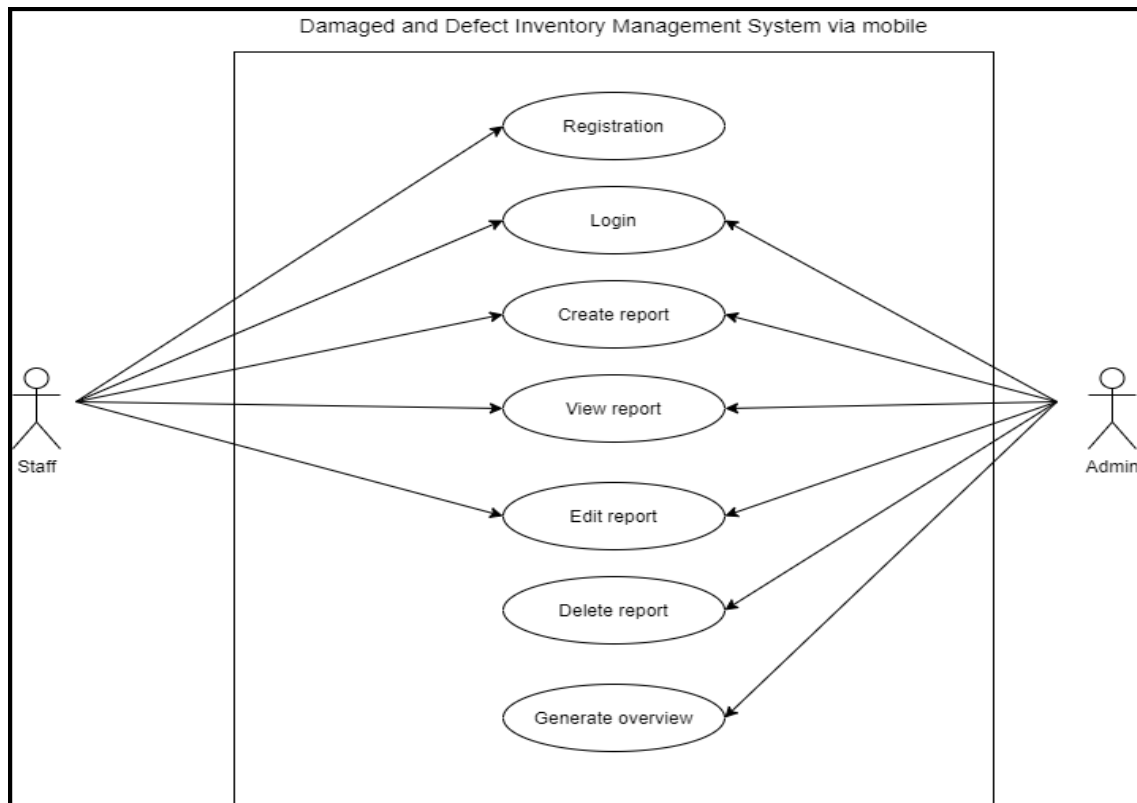 Damaged and Defect Inventory Management System via mobile
Registration
Login
Create report
View report
Staff
Admin
Edit report
Delete report
Generate overview